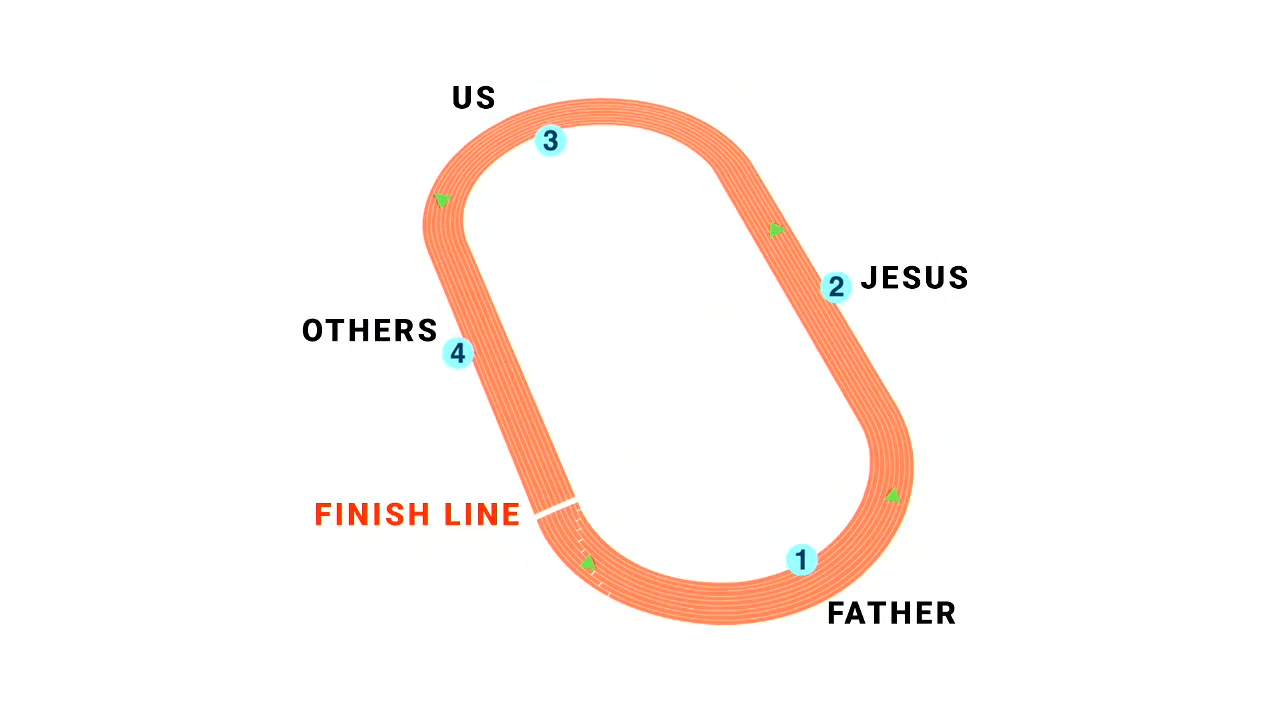 US
3
2 JESUS
OTHERS
4
FINISH LINE
1
FATHER